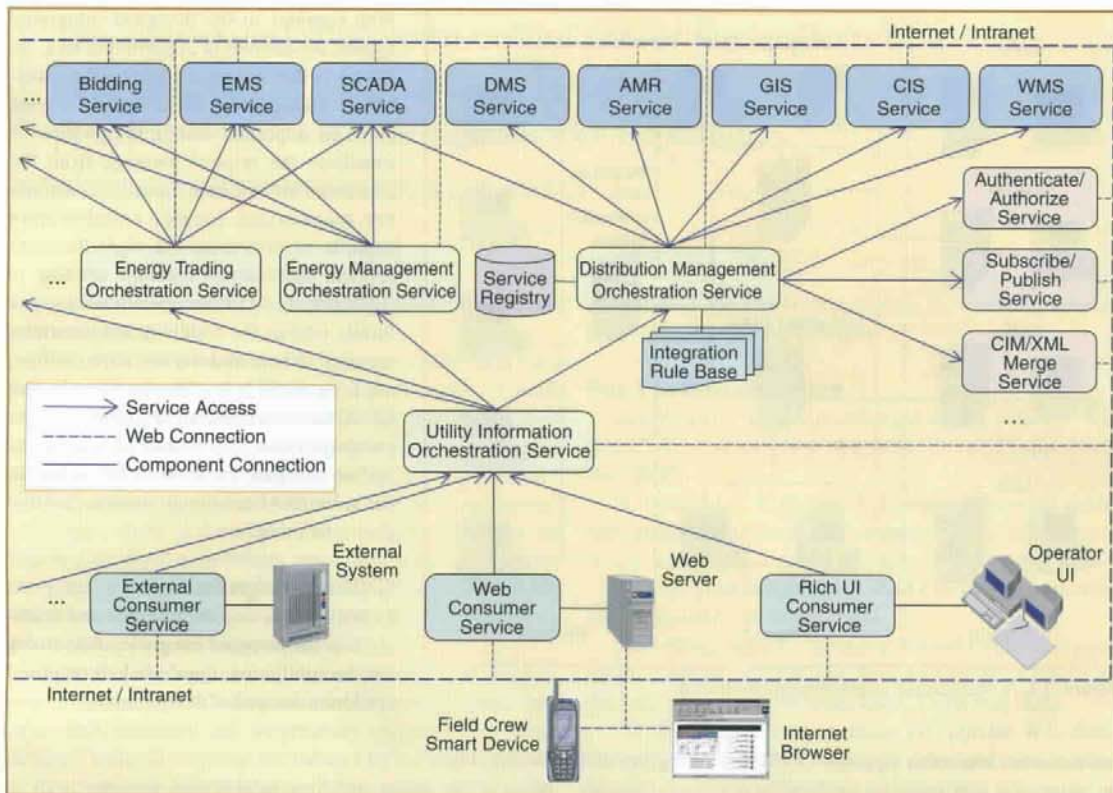 Internet / Intranet
...
Bidding
Service
EMS
Service
SCADA
Service
DMS
Service
AMR
Service
GIS
Service
CIS
Service
WMS
Service
Authenticate/
Authorize
Service
...
Energy Trading
Orchestration Service
Energy Management
Orchestration Service
Service
Registry
Distribution Management
Orchestration Service
Subscribe/
Publish
Service
Integration
Rule Base
CIM/XML
Merge
Service
...
Service Access
Web Connection
Component Connection
Utility Information
Orchestration Service
...
External
Consumer
Service
External
System
Web
Consumer
Service
Web
Server
Rich UI
Consumer
Service
Operator
UI
Internet / Intranet
Field Crew
Smart Device
Internet
Browser